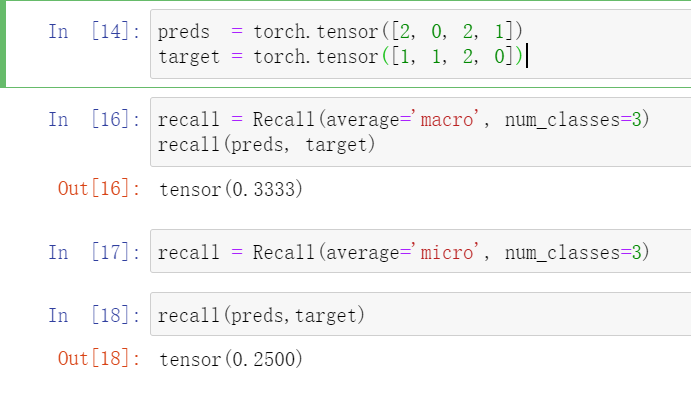 In [14]: preds = torch.tensor([2, 0, 2, 1])
target = torch.tensor([1, 1, 2, 0])
In [16]: recall = Recall(average='macro', num_classes=3)
recall(preds, target)
Out[16]: tensor(0.3333)
In [17]: recall = Recall(average='micro', num_classes=3)
In [18]: recall(preds,target)
Out[18]: tensor(0.2500)